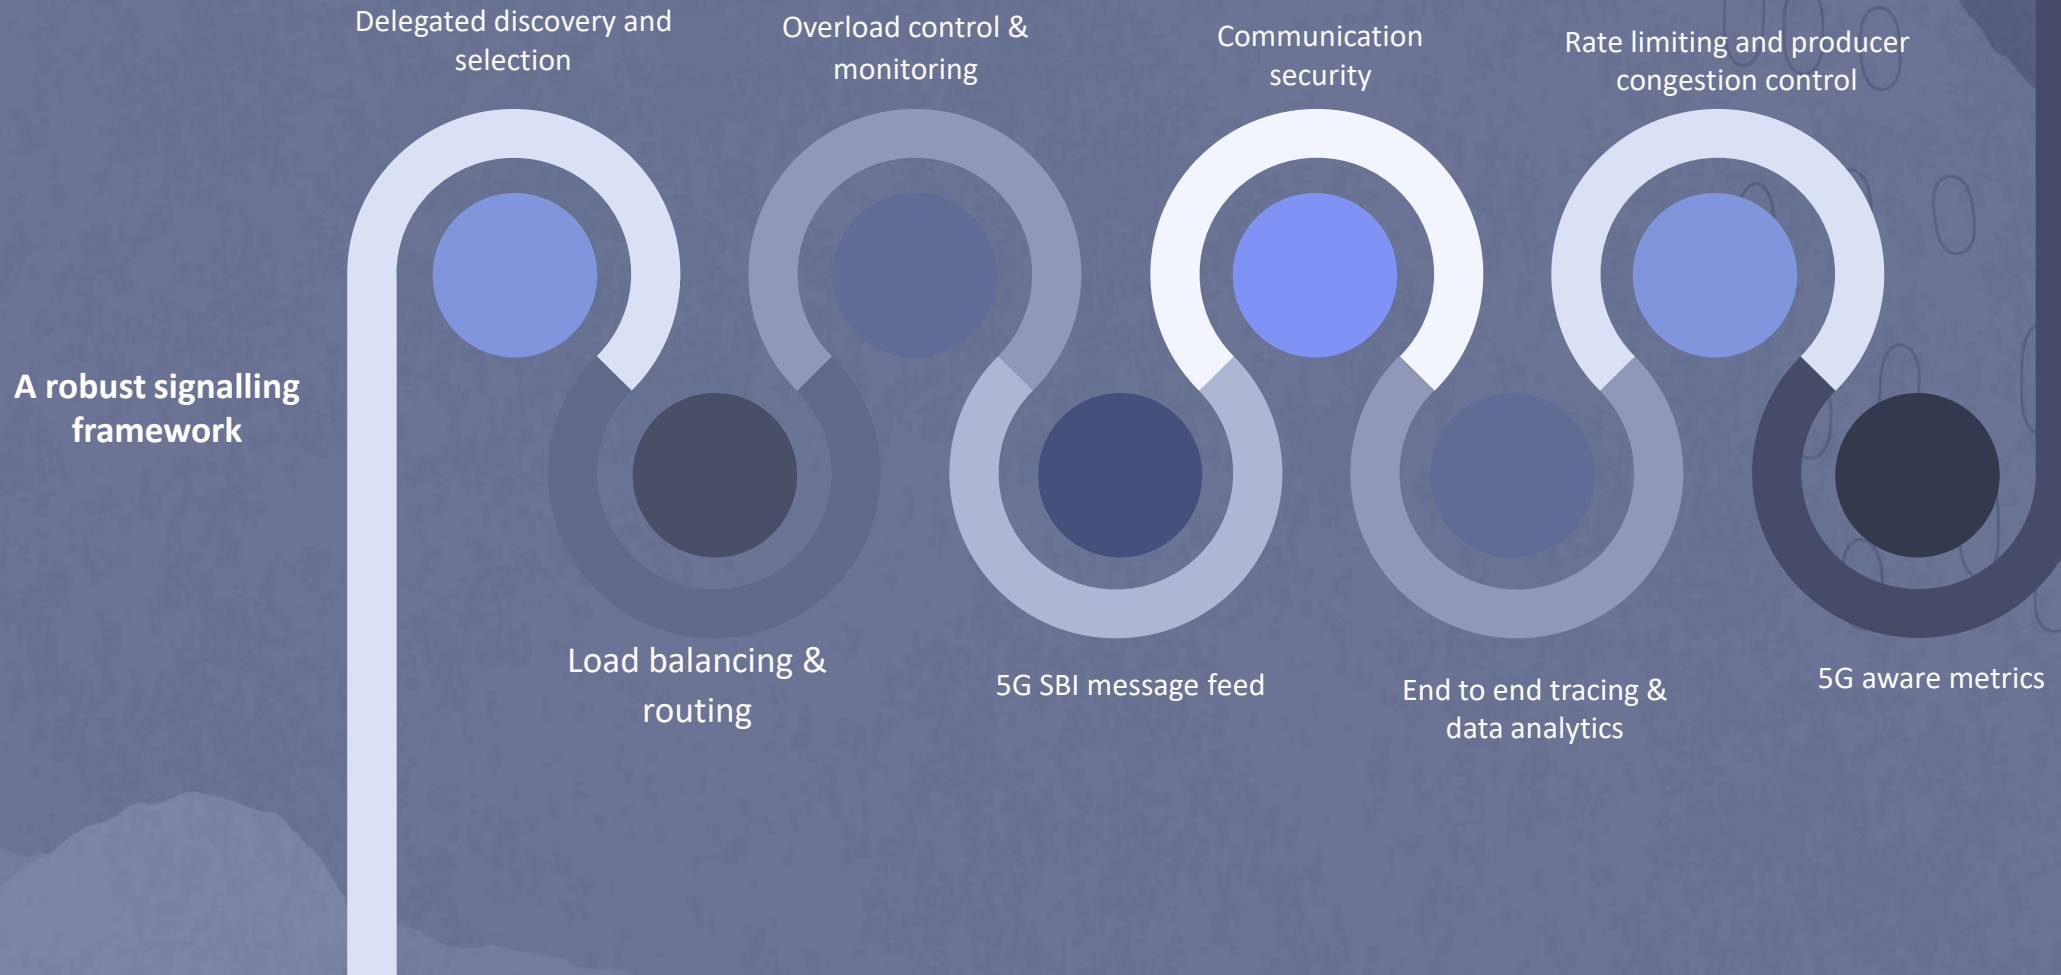 Delegated discovery and
selection
Overload control &
monitoring
Communication
security
Rate limiting and producer
congestion control
A robust signalling
framework
Load balancing &
routing
5G SBI message feed
End to end tracing &
data analytics
5G aware metrics